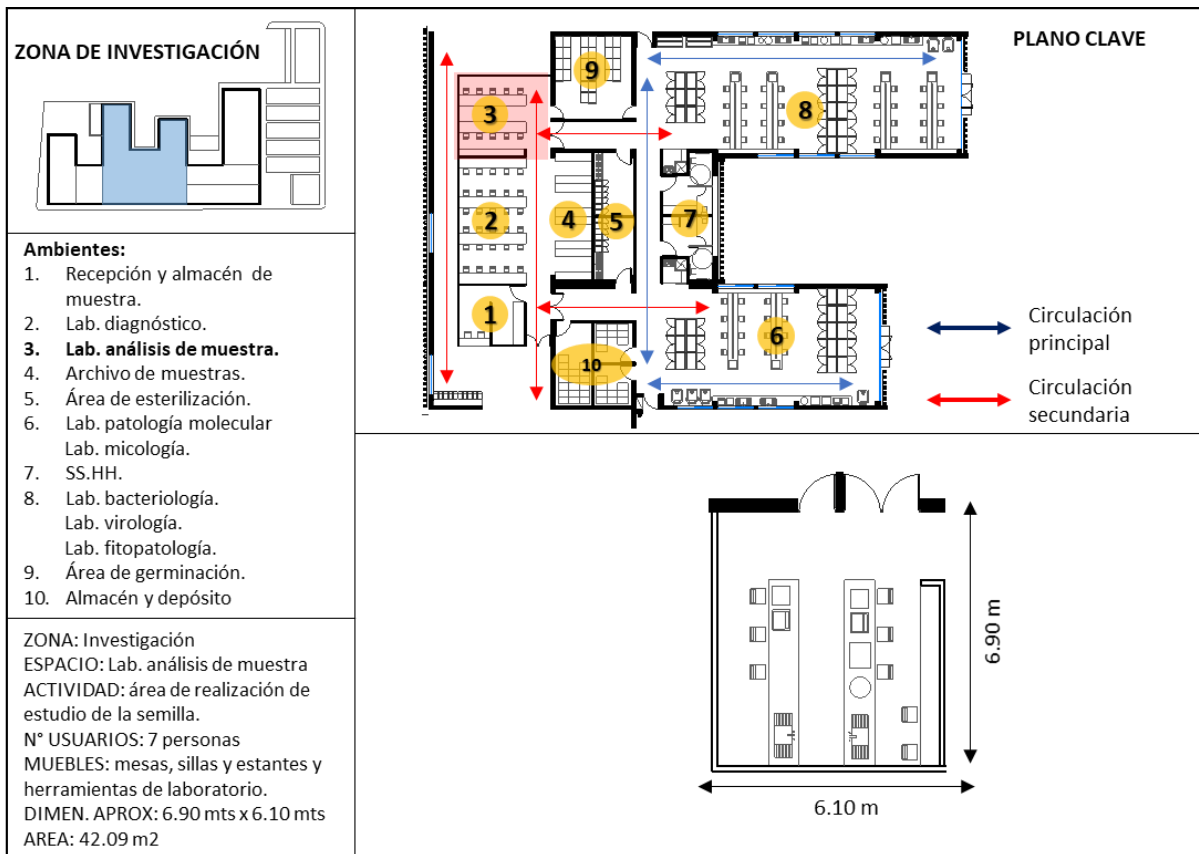 ZONA DE INVESTIGACIÓN
Ambientes:
1. Recepción y almacén de
muestra.
2. Lab. diagnóstico.
3. Lab. análisis de muestra.
4. Archivo de muestras.
5. Área de esterilización.
6. Lab. patología molecular
Lab. micología.
7. SS.HH.
8. Lab. bacteriología.
Lab. virología.
Lab. fitopatología.
9. Área de germinación.
10. Almacén y depósito
ZONA: Investigación
ESPACIO: Lab. análisis de muestra
ACTIVIDAD: área de realización de
estudio de la semilla.
N° USUARIOS: 7 personas
MUEBLES: mesas, sillas y estantes y
herramientas de laboratorio.
DIMEN. APROX: 6.90 mts x 6.10 mts
AREA: 42.09 m2
PLANO CLAVE
9
3
8
2
4
5
7
1
6
10
Circulación
principal
Circulación
secundaria
6.90 m
6.10 m